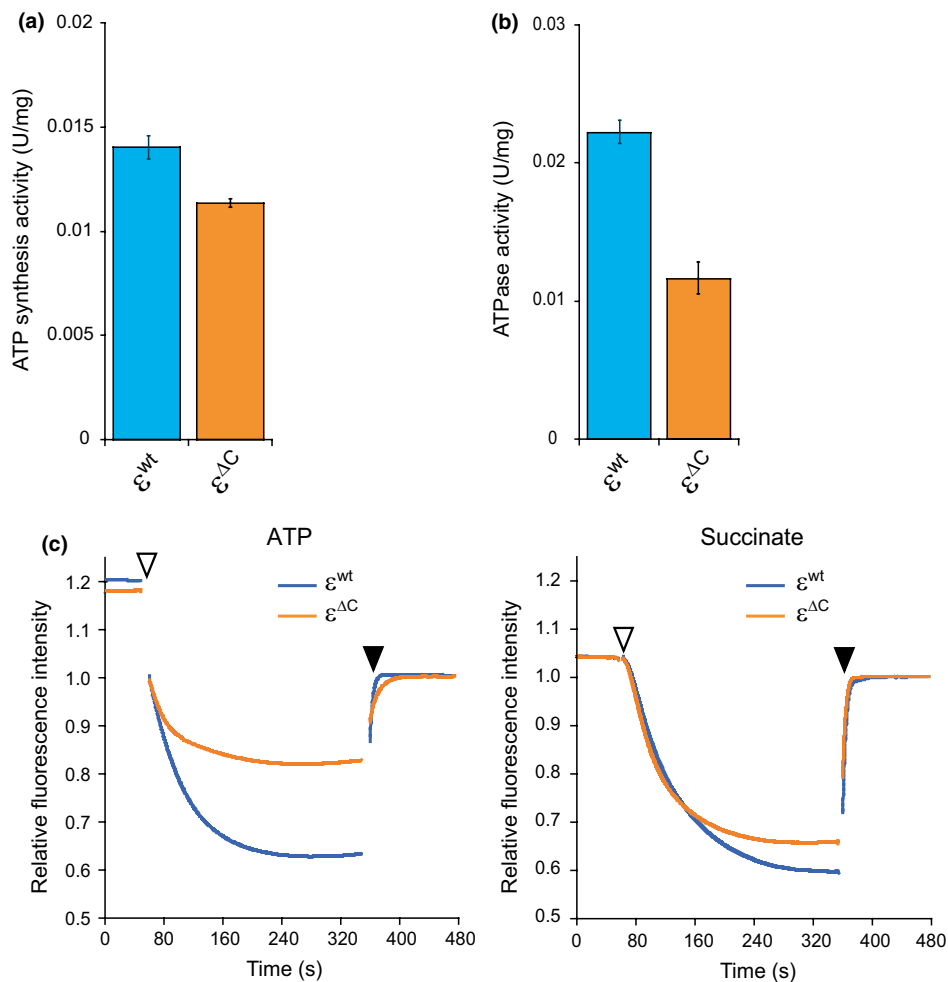 (a)
ATP synthesis activity (U/mg)
0.02
0.015
0.01
0.005
0
εwt
εΔC
(b)
ATPase activity (U/mg)
0.03
0.02
0.01
0
εwt
εΔC
(c)
ATP
Relative fluorescence intensity
1.2
1.1
1.0
0.9
0.8
0.7
0.6
0.5
εwt
εΔC
0 80 160 240 320 400 480
Time (s)
Succinate
Relative fluorescence intensity
1.2
1.1
1.0
0.9
0.8
0.7
0.6
0.5
εwt
εΔC
0 80 160 240 320 400 480
Time (s)